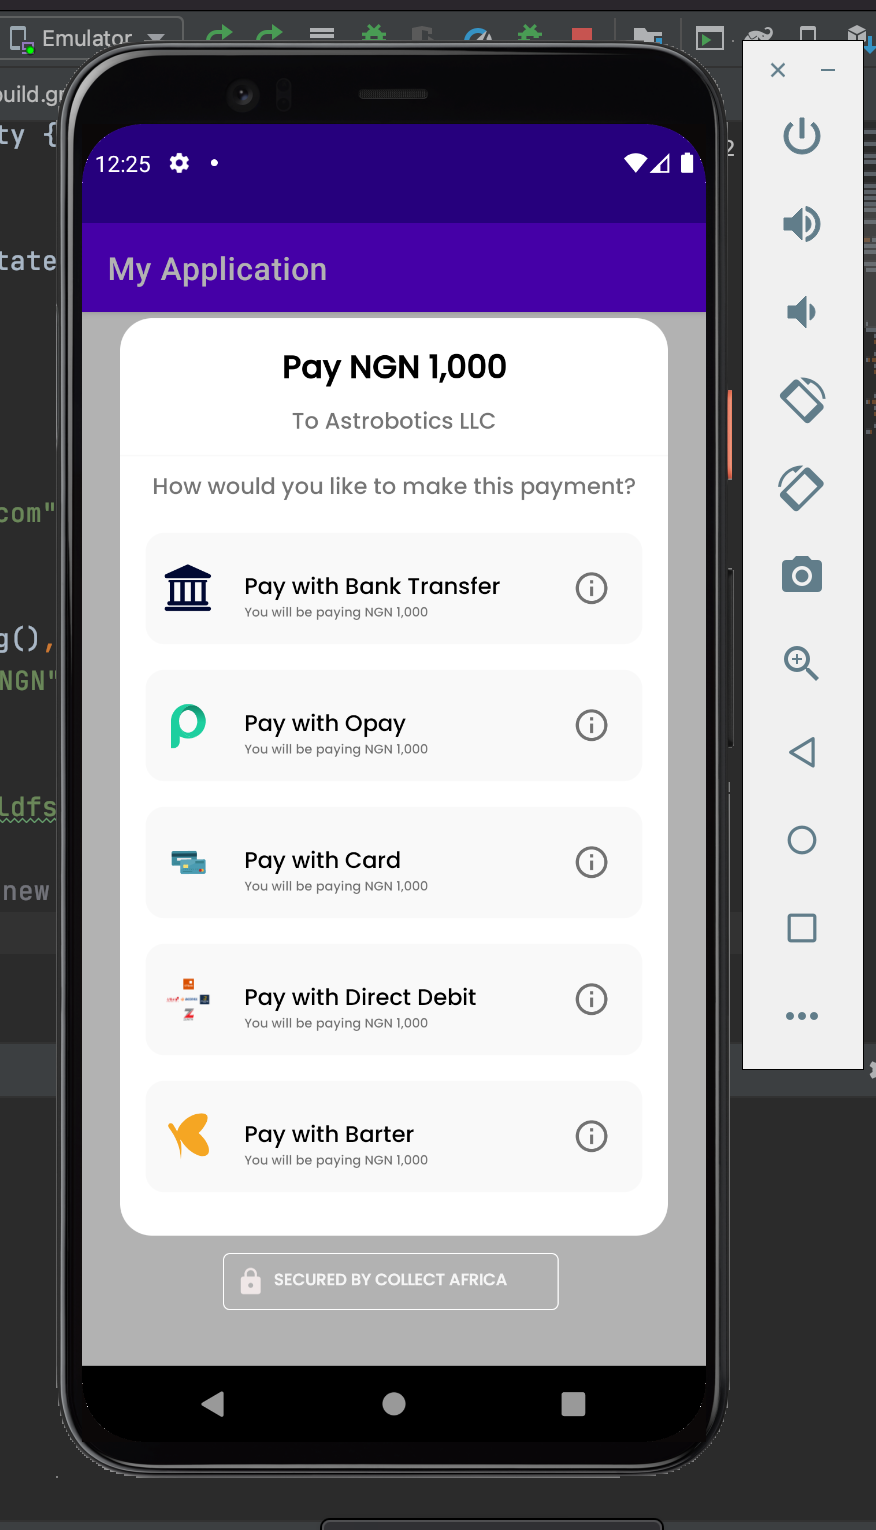 Emulator
build.gr
ty {
2
12:25
tate
My Application
Pay NGN 1,000
To Astrobotics LLC
How would you like to make this payment?
com"
Pay with Bank Transfer
You will be paying NGN 1,000
g(),
NGN"
Pay with Opay
You will be paying NGN 1,000
ldfs
Pay with Card
You will be paying NGN 1,000
new
Pay with Direct Debit
You will be paying NGN 1,000
Pay with Barter
You will be paying NGN 1,000
SECURED BY COLLECT AFRICA